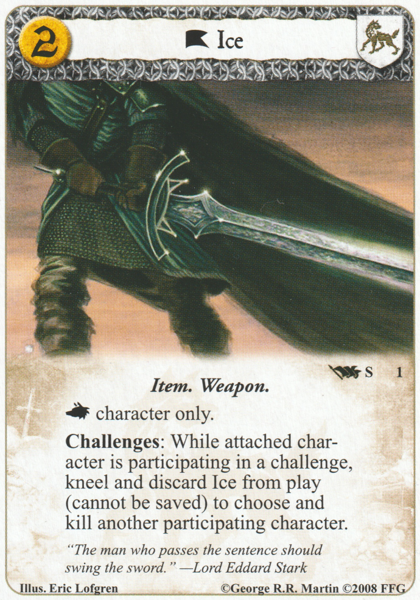 2
Ice
S 1
Item. Weapon.
character only.
Challenges: While attached char-
acter is participating in a challenge,
kneel and discard Ice from play
(cannot be saved) to choose and
kill another participating character.
“The man who passes the sentence should
swing the sword.” —Lord Eddard Stark
Illus. Eric Lofgren ©George R.R. Martin ©2008 FFG